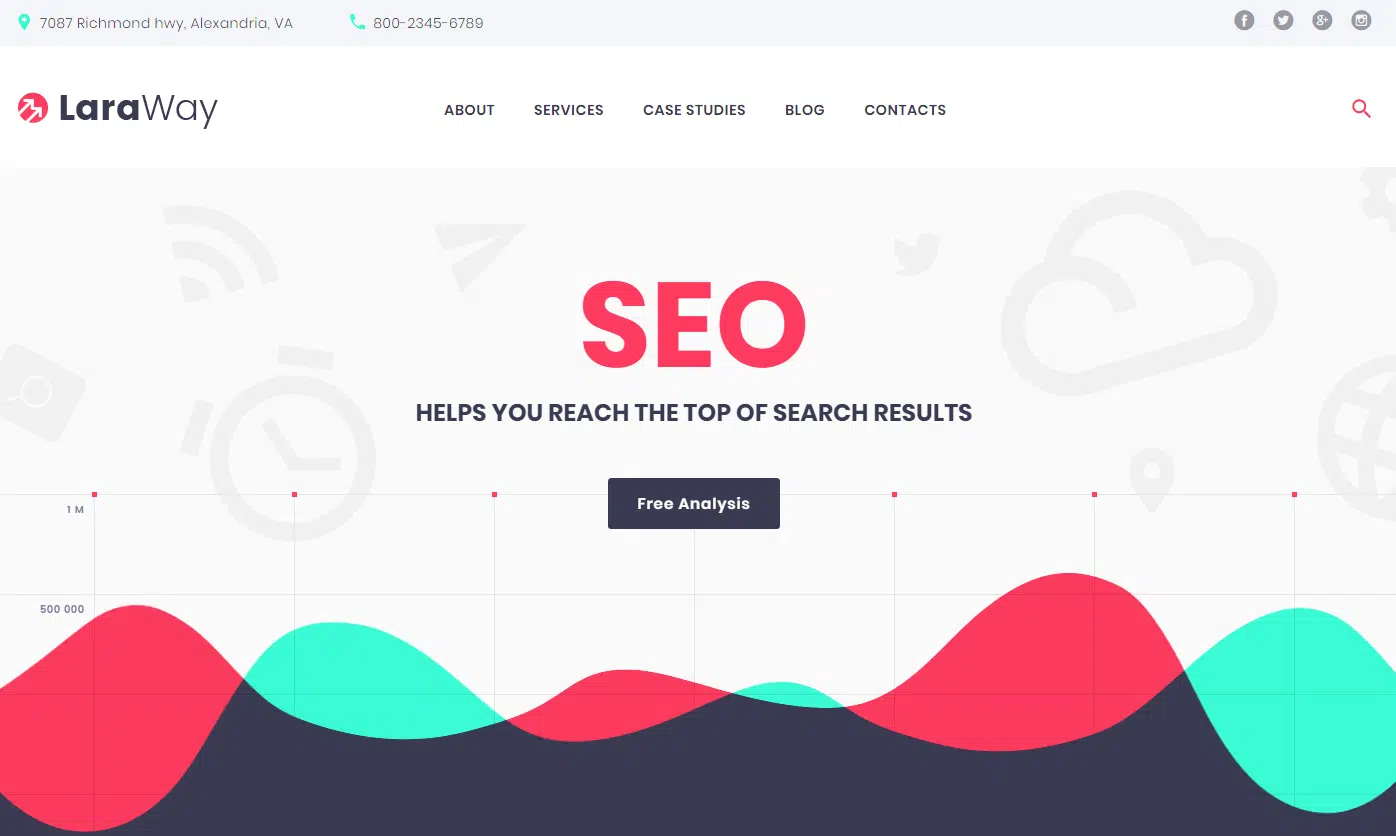 7087 Richmond hwy, Alexandria, VA
800-2345-6789
LaraWay
ABOUT SERVICES CASE STUDIES BLOG CONTACTS
SEO
HELPS YOU REACH THE TOP OF SEARCH RESULTS
Free Analysis
1 M
500 000